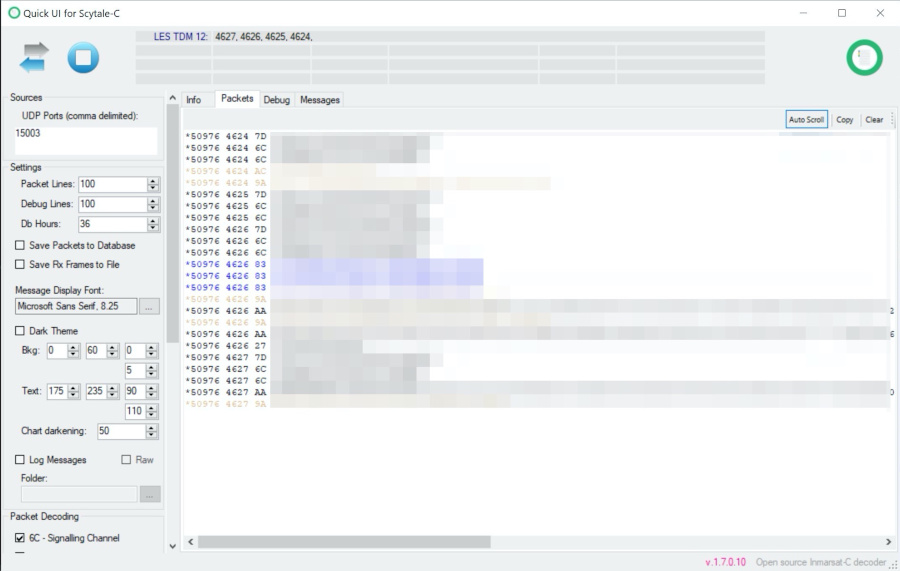 Quick UI for Scytale-C
LES TDM 12: 4627, 4626, 4625, 4624,
Sources
UDP Ports (comma delimited):
15003
Settings
Packet Lines: 100
Debug Lines: 100
Db Hours: 36
Save Packets to Database
Save Rx Frames to File
Message Display Font:
Microsoft Sans Serif, 8.25 ...
Dark Theme
Bkg: 0 60 0
5
Text: 175 235 90
110
Chart darkening: 50
Log Messages Raw
Folder:
...
Packet Decoding
6C - Signalling Channel
Info Packets Debug Messages
Auto Scroll Copy Clear
*50976 4624 7D
*50976 4624 6C
*50976 4624 6C
*50976 4624 AC
*50976 4624 9A
*50976 4625 7D
*50976 4625 6C
*50976 4625 6C
*50976 4626 7D
*50976 4626 6C
*50976 4626 6C
*50976 4626 83
*50976 4626 83
*50976 4626 83
*50976 4626 9A
*50976 4626 AA 2
*50976 4626 9A
*50976 4626 AA 6
*50976 4626 27
*50976 4627 7D
*50976 4627 6C
*50976 4627 6C
*50976 4627 AA 0
*50976 4627 9A
v.1.7.0.10 Open source Inmarsat-C decoder